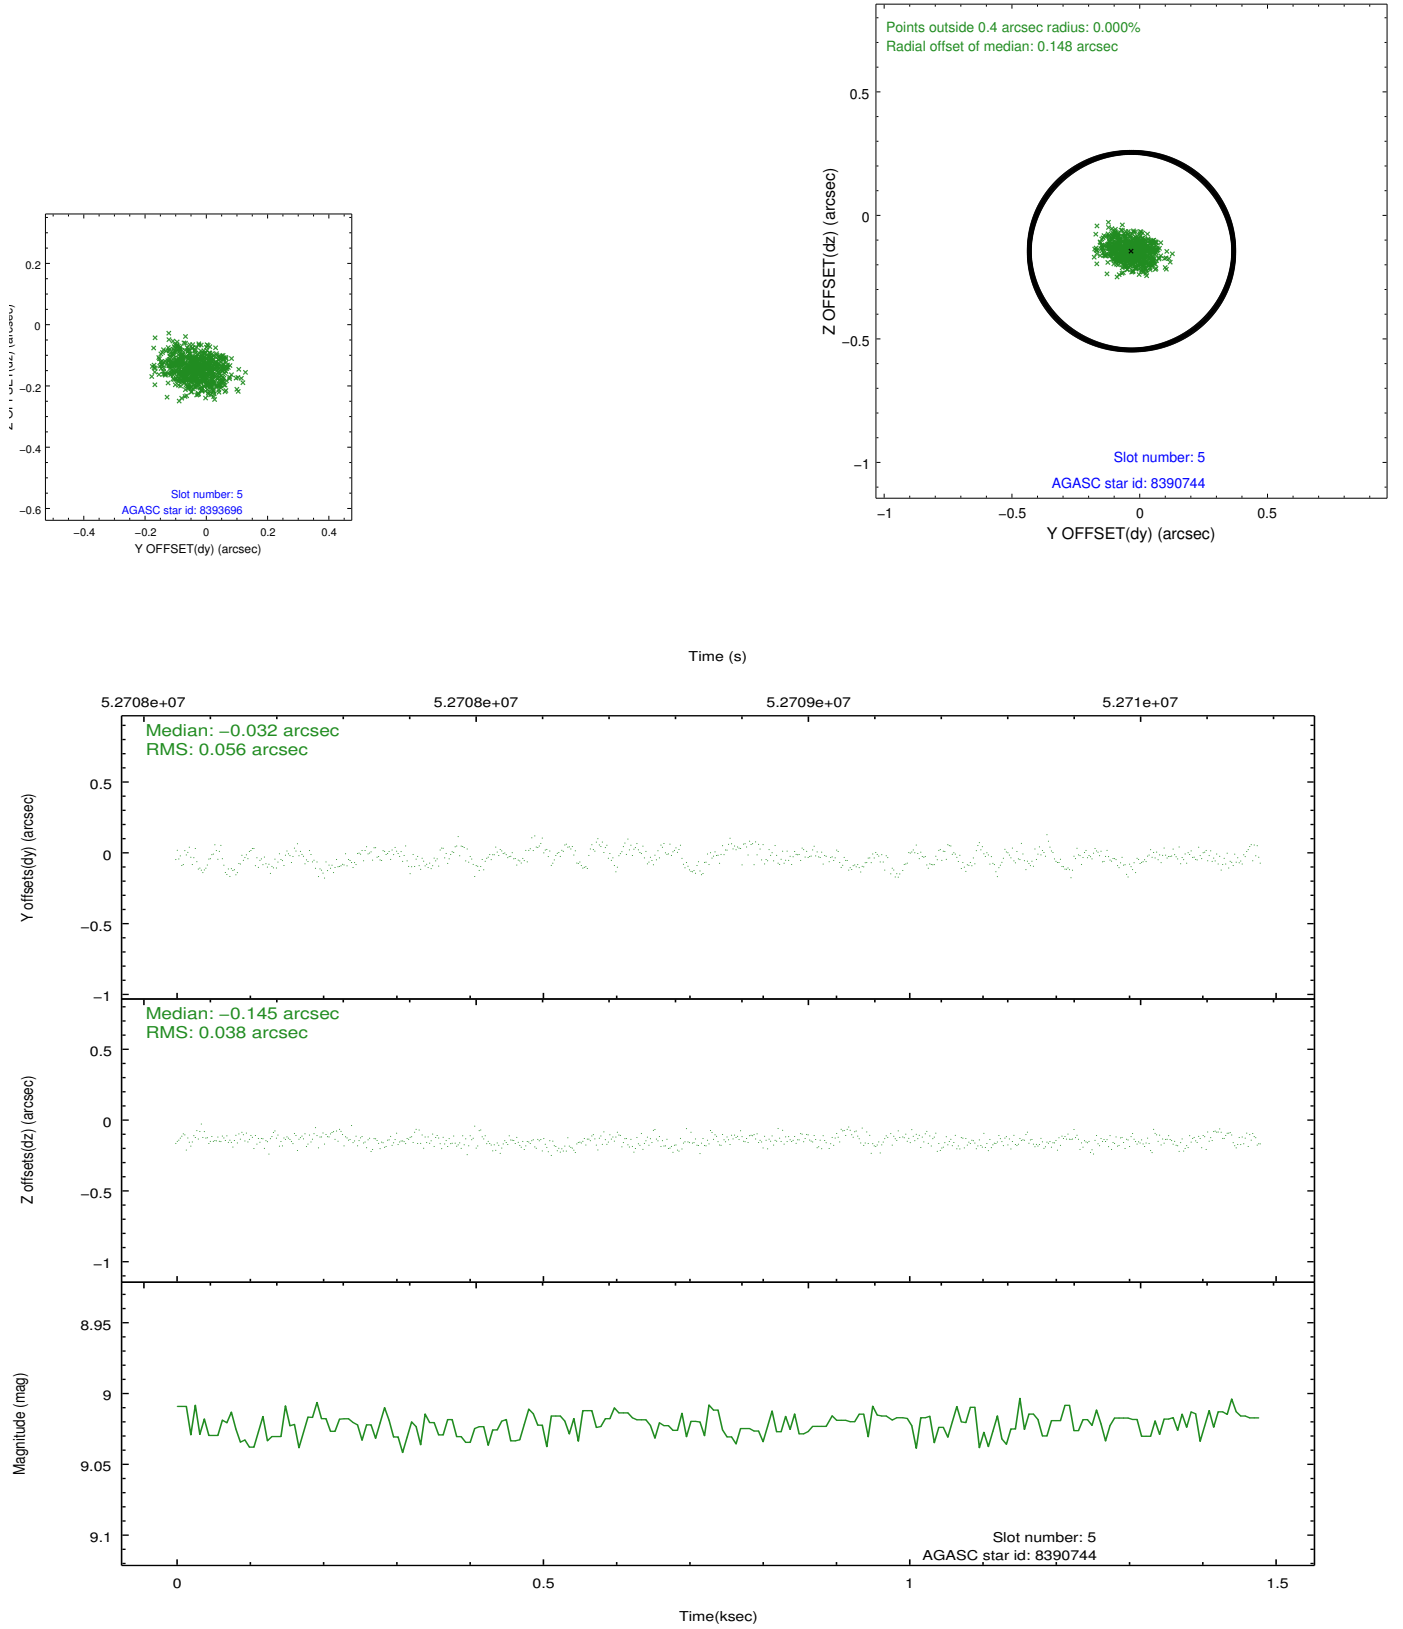 Points outside 0.4 arcsec radius: 0.000%
Radial offset of median: 0.148 arcsec
0.5
0
−0.5
−1
Z OFFSET(dz) (arcsec)
Slot number: 5
AGASC star id: 8390744
−1 −0.5 0 0.5
Y OFFSET(dy) (arcsec)
0.2
0
−0.2
−0.4
−0.6
Slot number: 5
AGASC star id: 8393696
−0.4 −0.2 0 0.2 0.4
Y OFFSET(dy) (arcsec)
Time (s)
5.2708e+07 5.2708e+07 5.2709e+07 5.271e+07
Median: −0.032 arcsec
RMS: 0.056 arcsec
0.5
0
−0.5
−1
Y offsets(dy) (arcsec)
Median: −0.145 arcsec
RMS: 0.038 arcsec
0.5
0
−0.5
−1
Z offsets(dz) (arcsec)
8.95
9
9.05
9.1
Magnitude (mag)
Slot number: 5
AGASC star id: 8390744
0 0.5 1 1.5
Time(ksec)